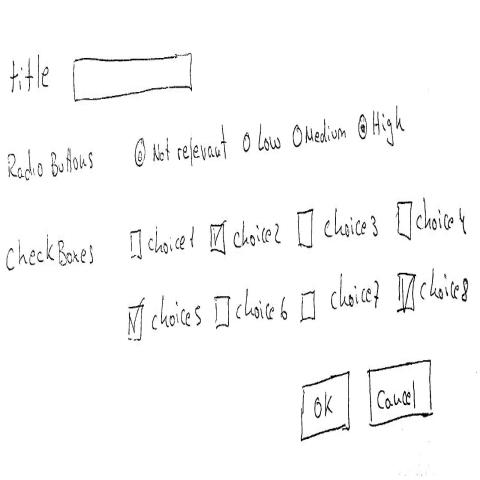 title
Radio Buttons Not relevant Low Medium High
CheckBoxes choice1 choice2 choice3 choice4
choice5 choice6 choice7 choice8
OK Cancel